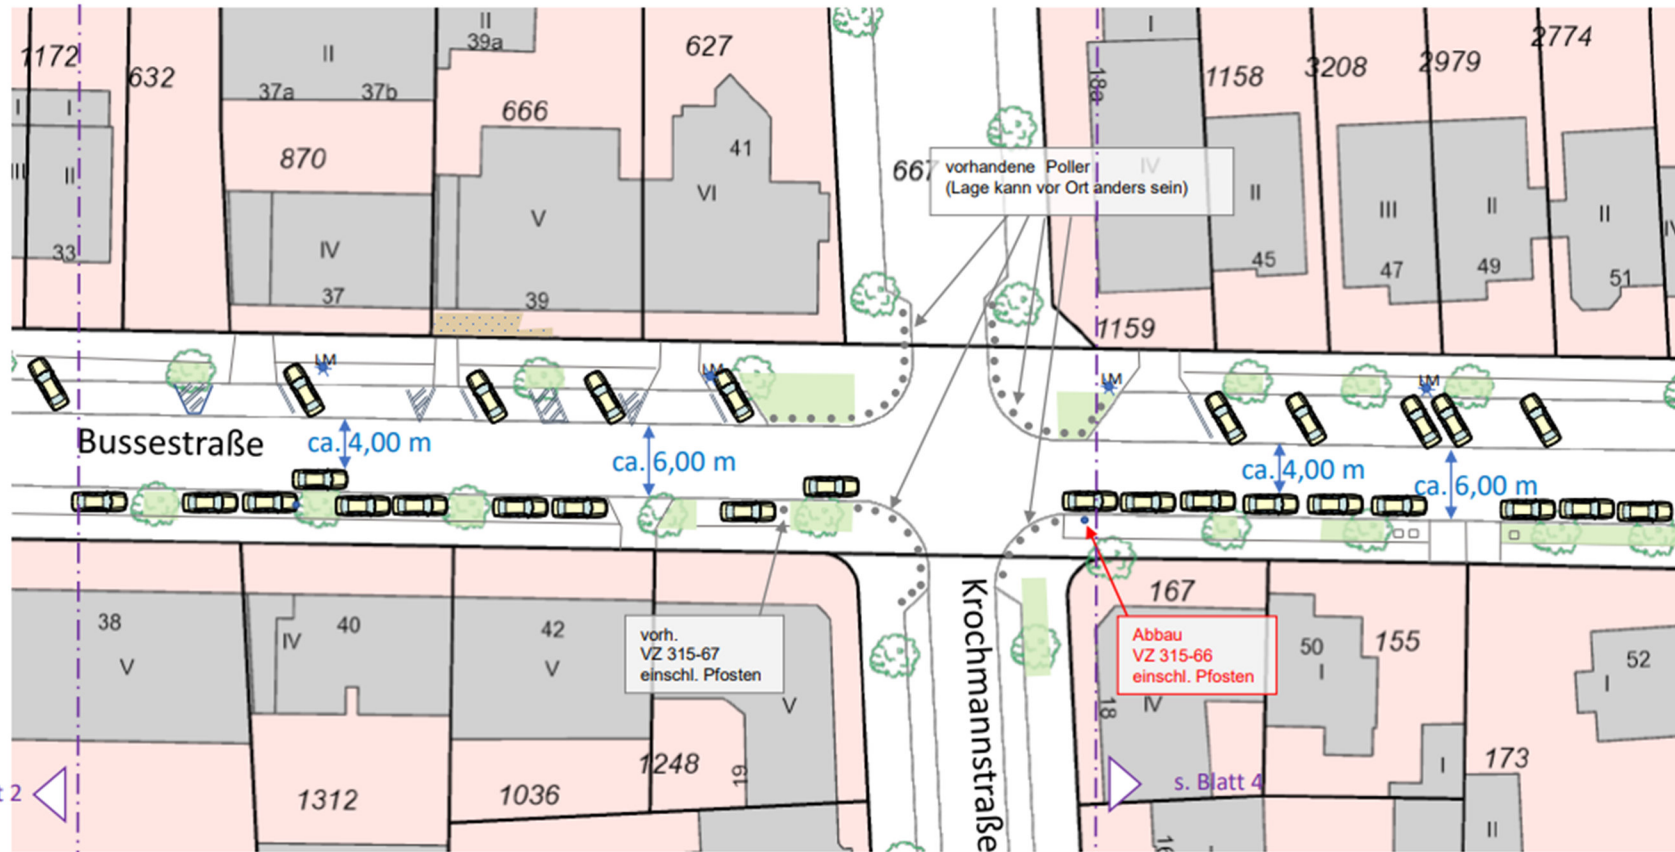 1172
632
II
37a
37b
II
39a
627
666
870
I
I
III
II
33
IV
37
V
39
41
VI
667
vorhandene Poller
(Lage kann vor Ort anders sein)
I
18a
IV
1158
3208
2979
2774
II
45
III
47
II
49
II
51
IV
1159
LM
LM
LM
LM
Bussestraße
ca. 4,00 m
ca. 6,00 m
ca. 4,00 m
ca. 6,00 m
Krochmannstraße
38
V
IV
40
42
V
vorh.
VZ 315-67
einschl. Pfosten
V
19
1312
1036
1248
167
Abbau
VZ 315-66
einschl. Pfosten
18
IV
50
I
155
52
I
I
173
II
t 2
s. Blatt 4
16